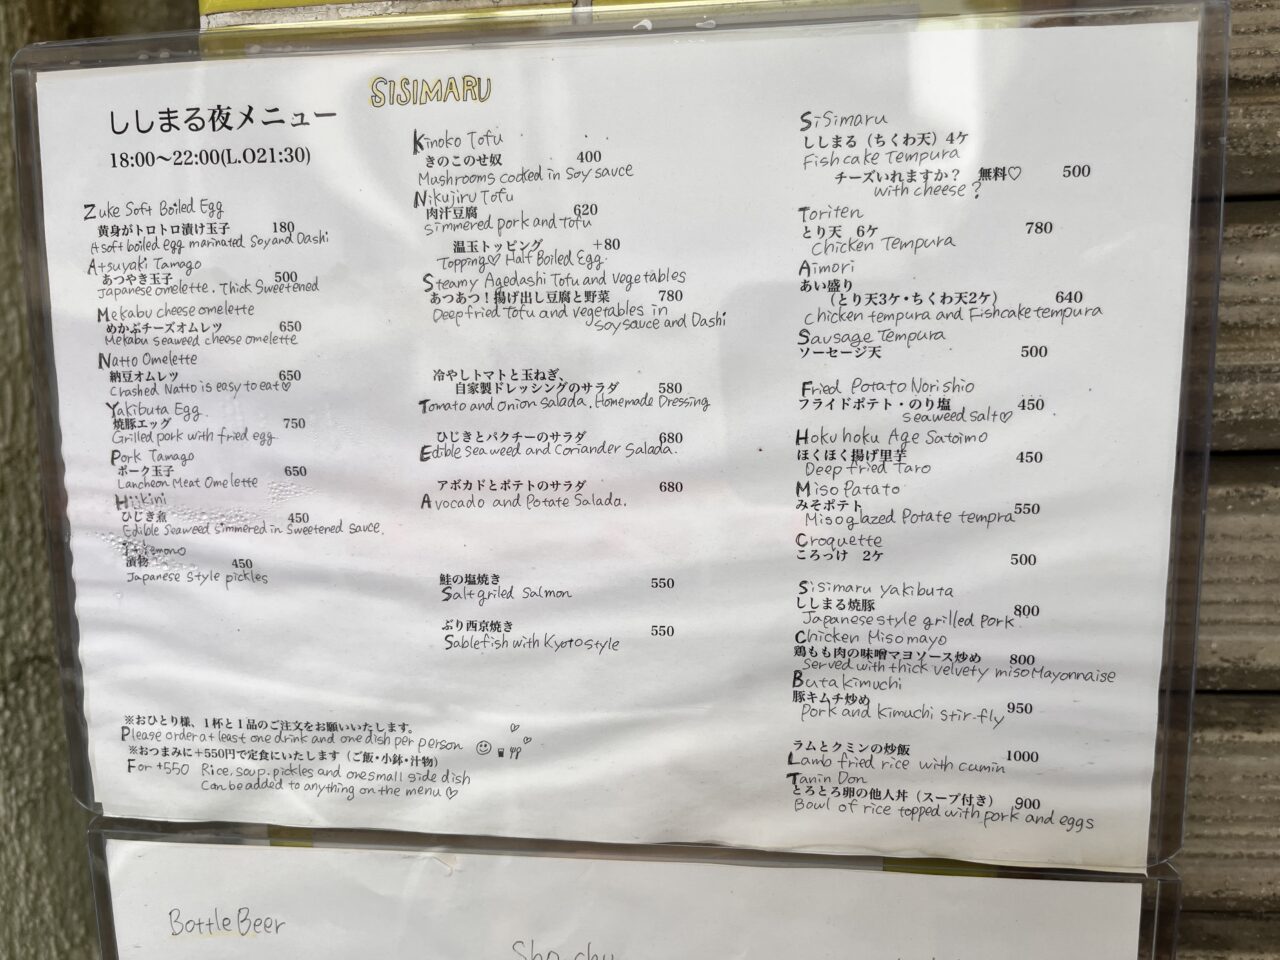 SISIMARU
ししまる夜メニュー
18:00〜22:00(L.O21:30)
Zuke Soft Boiled Egg
黄身がトロトロ漬け玉子 180
A soft boiled egg marinated Soy and Dashi
Atsuyaki Tamago
あつやき玉子 500
Japanese omelette. Thick Sweetened
Mekabu cheese omelette
めかぶチーズオムレツ 650
Mekabu seaweed cheese omelette
Natto Omelette
納豆オムレツ 650
Crashed Natto is easy to eat♡
Yakibuta Egg.
焼豚エッグ 750
Grilled pork with fried egg
Pork Tamago
ポーク玉子 650
Lancheon Meat Omelette
ひじき煮 450
Edible Seaweed simmered in Sweetened sauce.
漬物 450
Japanese style pickles
※おひとり様、1杯と1品のご注文をお願いいたします。
Please order at least one drink and one dish per person
※おつまみに+550円で定食にいたします（ご飯・小鉢・汁物）
For +550 Rice, soup, pickles and one small side dish
Can be added to anything on the menu♡
Kinoko Tofu
きのこのせ奴 400
Mushrooms cocked in Soy sauce
Nikujiru Tofu
肉汁豆腐 620
simmered pork and tofu
温玉トッピング +80
Topping♡ Half Boiled Egg
Steamy Agedashi Tofu and vegetables
あつあつ！揚げ出し豆腐と野菜 780
Deep fried Tofu and vegetables in
soy sauce and Dashi
冷やしトマトと玉ねぎ、
自家製ドレッシングのサラダ 580
Tomato and Onion Salada. Homemade Dressing
ひじきとパクチーのサラダ 680
Edible Seaweed and Coriander Salada.
アボカドとポテトのサラダ 680
Avocado and Potate Salada.
鮭の塩焼き 550
Salt griled Salmon
ぶり西京焼き 550
Sablefish with Kyoto style
SiSimaru
ししまる（ちくわ天）4ケ
Fishcake Tempura
チーズいれますか？ 無料♡ 500
with cheese?
Toriten
とり天 6ケ 780
Chicken Tempura
Aimori
あい盛り
（とり天3ケ・ちくわ天2ケ） 640
Chicken tempura and Fishcake tempura
Sausage Tempura
ソーセージ天 500
Fried Potato Norishio
フライドポテト・のり塩 450
seaweed salt♡
Hoku hoku Age Satoimo
ほくほく揚げ里芋 450
Deep fried Taro
Miso Patato
みそポテト 550
Miso glazed Potate tempra
Croquette
ころっけ 2ケ 500
Sisimaru yakibuta
ししまる焼豚 800
Japanese style grilled pork.
Chicken Misomayo
鶏もも肉の味噌マヨソース炒め 800
Served with thick velvety miso Mayonnaise
Buta kimuchi
豚キムチ炒め 950
Pork and Kimuchi stir-fly
ラムとクミンの炒飯 1000
Lamb fried rice with cumin
Tanin Don
とろとろ卵の他人丼（スープ付き） 900
Bowl of rice topped with pork and eggs
Bottle Beer